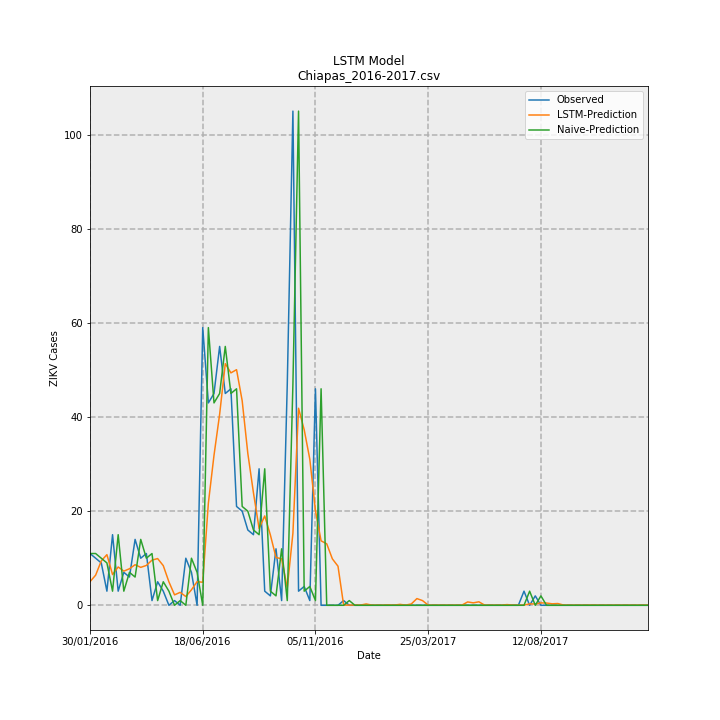 LSTM Model
Chiapas_2016-2017.csv
Observed
LSTM-Prediction
Naive-Prediction
ZIKV Cases
100
80
60
40
20
0
30/01/2016
18/06/2016
05/11/2016
25/03/2017
12/08/2017
Date